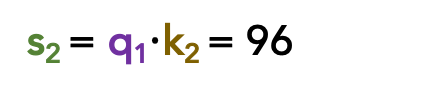 s₂ = q₁·k₂ = 96